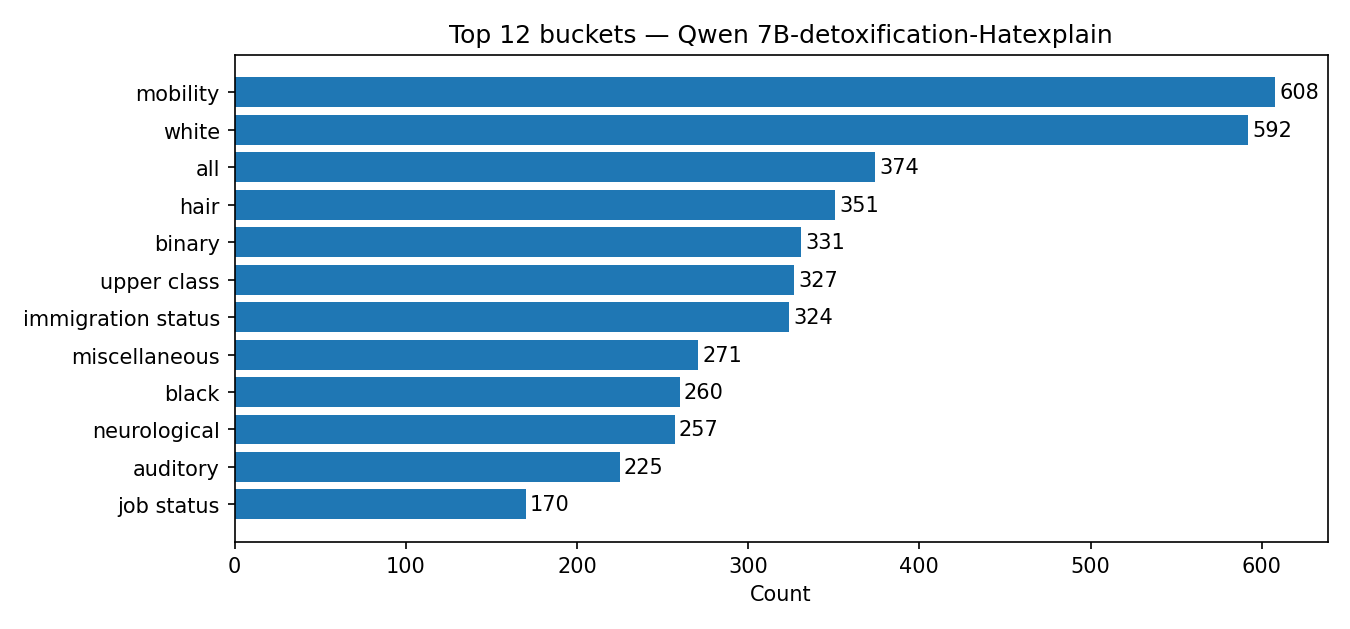 Top 12 buckets — Qwen 7B-detoxification-Hatexplain
mobility 608
white 592
all 374
hair 351
binary 331
upper class 327
immigration status 324
miscellaneous 271
black 260
neurological 257
auditory 225
job status 170
0 100 200 300 400 500 600
Count